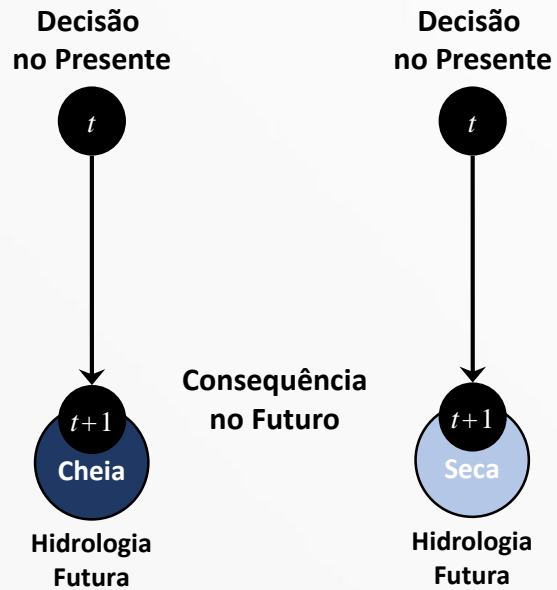 Decisão
no Presente
t
t+1
Cheia
Hidrologia
Futura
Consequência
no Futuro
Decisão
no Presente
t
t+1
Seca
Hidrologia
Futura